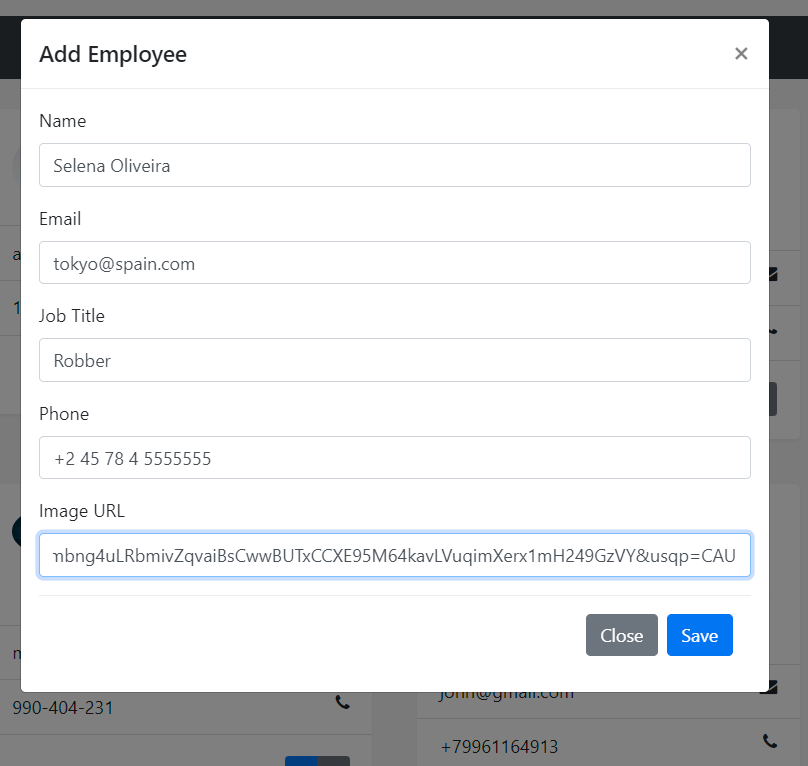 Add Employee
×
Name
Selena Oliveira
Email
tokyo@spain.com
Job Title
Robber
Phone
+2 45 78 4 5555555
Image URL
mbng4uLRbmivZqvaiBsCwwBUTxCCXE95M64kavLVuqimXerx1mH249GzVY&usqp=CAU
Close Save
john@gmail.com
990-404-231
+79961164913